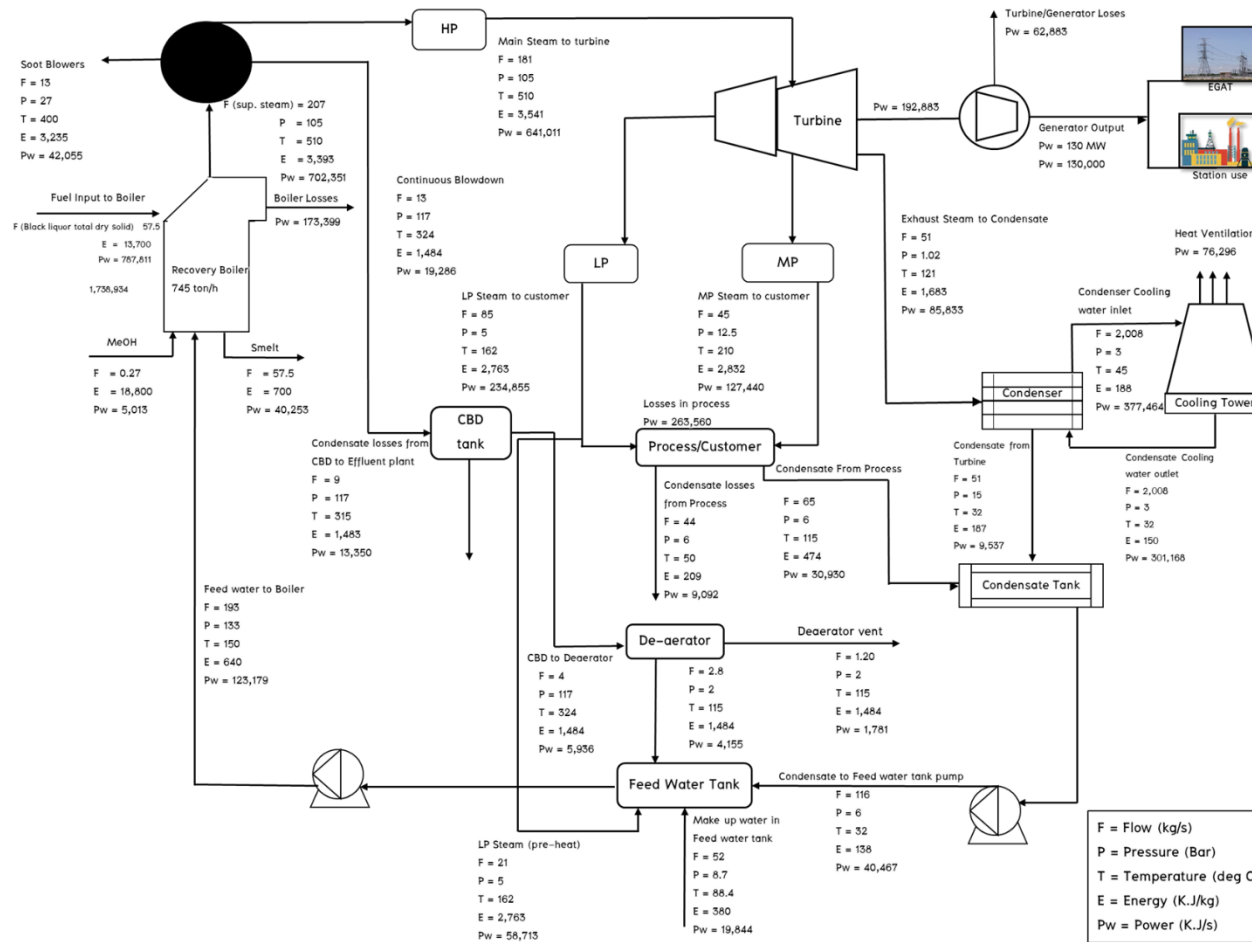 HP
Main Steam to turbine
F = 181
P = 105
T = 510
E = 3,541
Pw = 641,011
Turbine/Generator Loses
Pw = 62,883
EGAT
Station use
Soot Blowers
F = 13
P = 27
T = 400
E = 3,235
Pw = 42,055
F (sup. steam) = 207
P = 105
T = 510
E = 3,393
Pw = 702,351
Turbine
Pw = 192,883
Generator Output
Pw = 130 MW
Pw = 130,000
Fuel Input to Boiler
F (Black liquor total dry solid) 57.5
E = 13,700
Pw = 787,811
1,738,934
Boiler Losses
Pw = 173,399
Recovery Boiler
745 ton/h
Continuous Blowdown
F = 13
P = 117
T = 324
E = 1,484
Pw = 19,286
LP
MP
Exhaust Steam to Condensate
F = 51
P = 1.02
T = 121
E = 1,683
Pw = 85,833
Heat Ventilation
Pw = 76,296
MeOH
F = 0.27
E = 18,800
Pw = 5,013
Smelt
F = 57.5
E = 700
Pw = 40,253
LP Steam to customer
F = 85
P = 5
T = 162
E = 2,763
Pw = 234,855
MP Steam to customer
F = 45
P = 12.5
T = 210
E = 2,832
Pw = 127,440
Condenser Cooling
water inlet
F = 2,008
P = 3
T = 45
E = 188
Pw = 377,464
Condenser
Cooling Tower
CBD
tank
Losses in process
Pw = 263,560
Process/Customer
Condensate losses from
CBD to Effluent plant
F = 9
P = 117
T = 315
E = 1,483
Pw = 13,350
Condensate losses
from Process
F = 44
P = 6
T = 50
E = 209
Pw = 9,092
Condensate From Process
F = 65
P = 6
T = 115
E = 474
Pw = 30,930
Condensate from
Turbine
F = 51
P = 15
T = 32
E = 187
Pw = 9,537
Condensate Cooling
water outlet
F = 2,008
P = 3
T = 32
E = 150
Pw = 301,168
Condensate Tank
Feed water to Boiler
F = 193
P = 133
T = 150
E = 640
Pw = 123,179
De-aerator
Deaerator vent
F = 1.20
P = 2
T = 115
E = 1,484
Pw = 1,781
CBD to Deaerator
F = 4
P = 117
T = 324
E = 1,484
Pw = 5,936
F = 2.8
P = 2
T = 115
E = 1,484
Pw = 4,155
Feed Water Tank
Condensate to Feed water tank pump
F = 116
P = 6
T = 32
E = 138
Pw = 40,467
LP Steam (pre-heat)
F = 21
P = 5
T = 162
E = 2,763
Pw = 58,713
Make up water in
Feed water tank
F = 52
P = 8.7
T = 88.4
E = 380
Pw = 19,844
F = Flow (kg/s)
P = Pressure (Bar)
T = Temperature (deg C
E = Energy (K.J/kg)
Pw = Power (K.J/s)